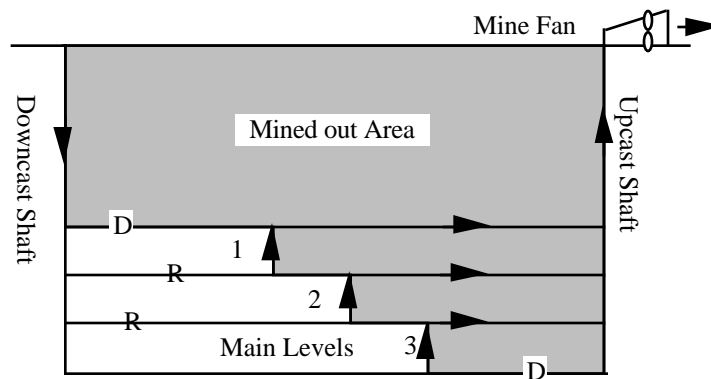 Mine Fan
Downcast Shaft
Mined out Area
Upcast Shaft
D
1
R
2
R
Main Levels
3
D